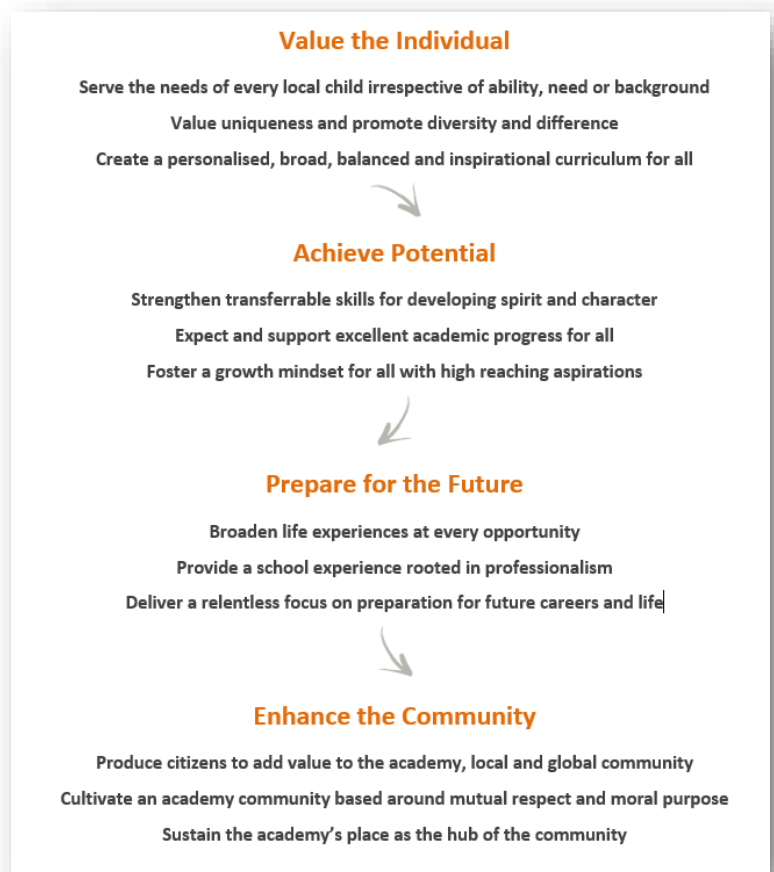 Value the Individual
Serve the needs of every local child irrespective of ability, need or background
Value uniqueness and promote diversity and difference
Create a personalised, broad, balanced and inspirational curriculum for all
Achieve Potential
Strengthen transferrable skills for developing spirit and character
Expect and support excellent academic progress for all
Foster a growth mindset for all with high reaching aspirations
Prepare for the Future
Broaden life experiences at every opportunity
Provide a school experience rooted in professionalism
Deliver a relentless focus on preparation for future careers and life
Enhance the Community
Produce citizens to add value to the academy, local and global community
Cultivate an academy community based around mutual respect and moral purpose
Sustain the academy’s place as the hub of the community